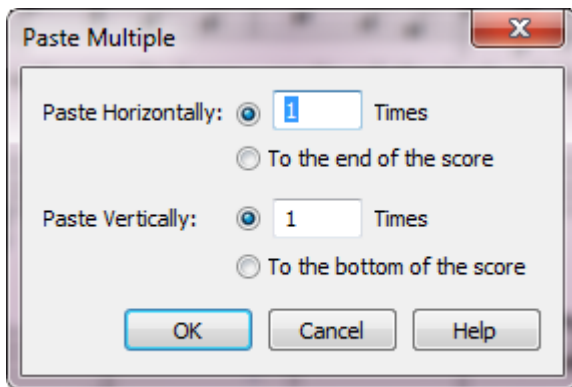 Paste Multiple
Paste Horizontally: 1 Times
To the end of the score
Paste Vertically: 1 Times
To the bottom of the score
OK Cancel Help